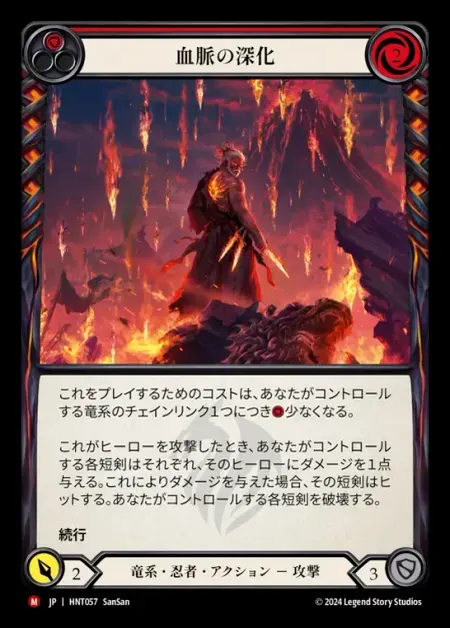 血脈の深化
2
これをプレイするためのコストは、あなたがコントロール
する竜系のチェインリンク1つにつき少なくなる。
これがヒーローを攻撃したとき、あなたがコントロール
する各短剣はそれぞれ、そのヒーローにダメージを1点
与える。これによりダメージを与えた場合、その短剣はヒ
ットする。あなたがコントロールする各短剣を破壊する。
続行
2
竜系・忍者・アクション － 攻撃
3
M JP | HNT057 SanSan
© 2024 Legend Story Studios